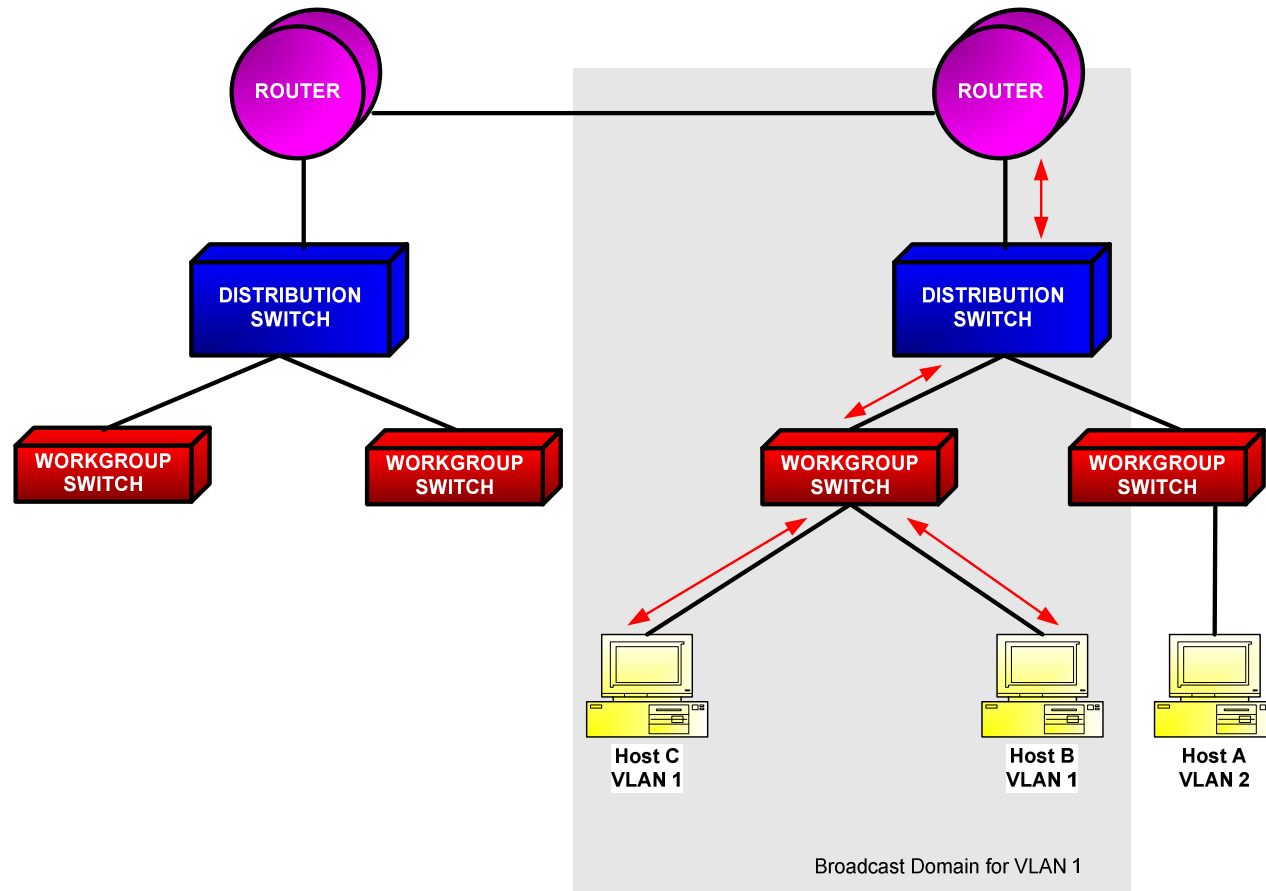 ROUTER
ROUTER
DISTRIBUTION
SWITCH
DISTRIBUTION
SWITCH
WORKGROUP
SWITCH
WORKGROUP
SWITCH
WORKGROUP
SWITCH
WORKGROUP
SWITCH
Host C
VLAN 1
Host B
VLAN 1
Host A
VLAN 2
Broadcast Domain for VLAN 1